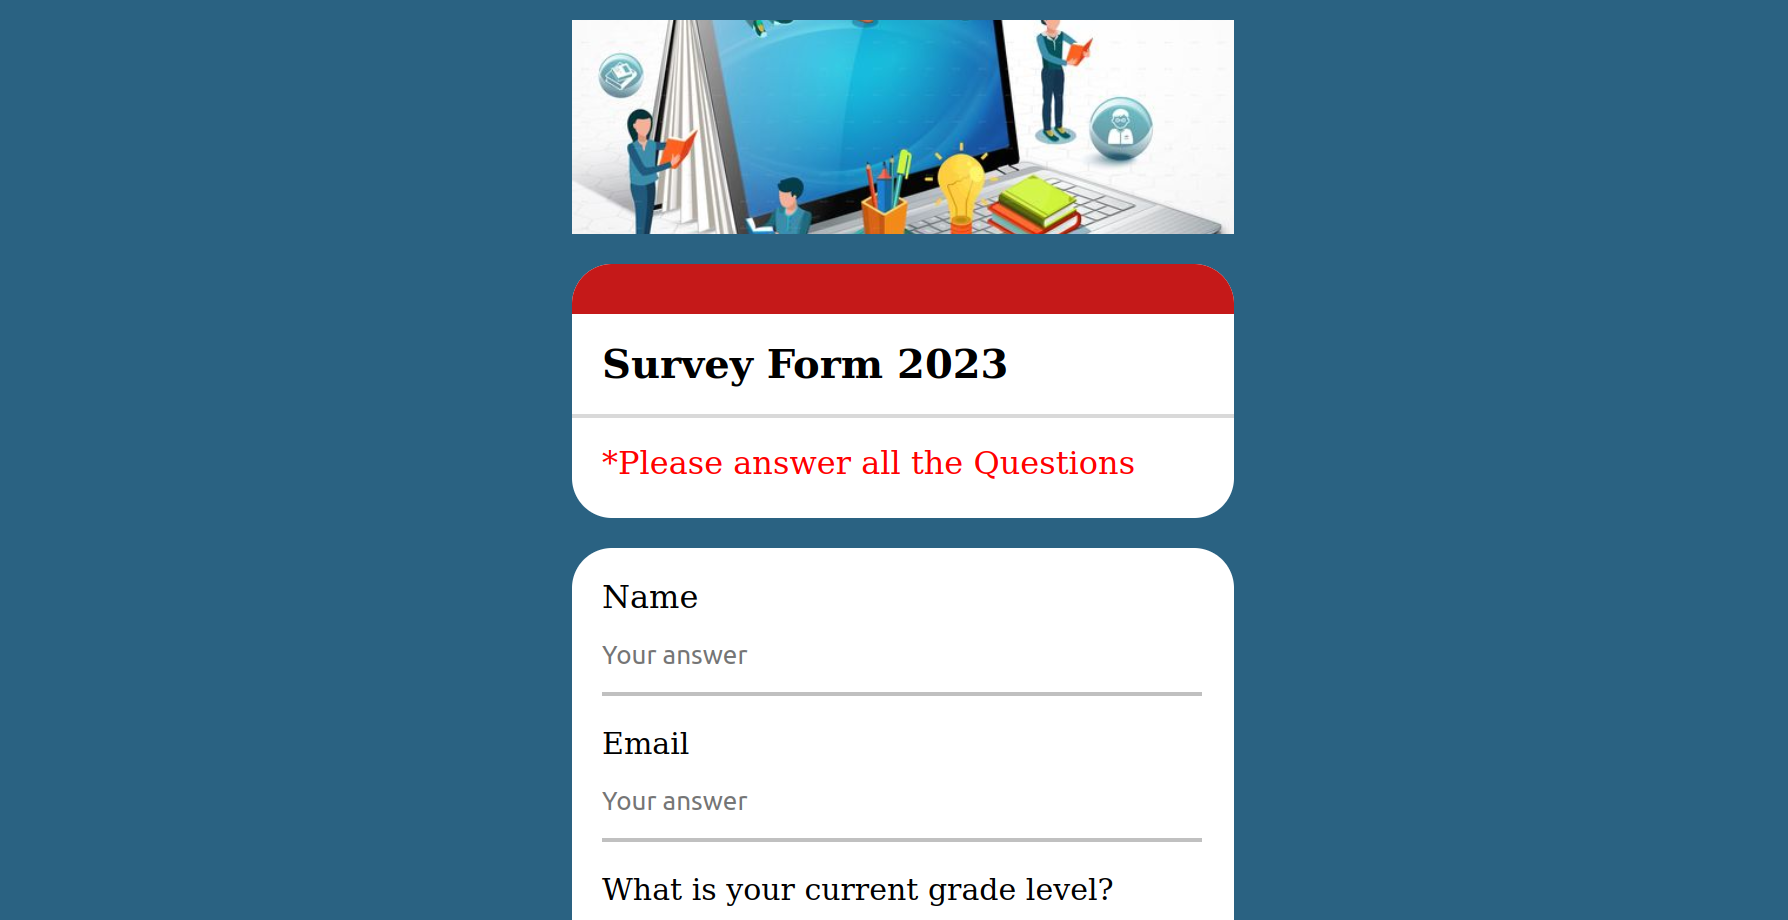 Survey Form 2023
*Please answer all the Questions
Name
Your answer
Email
Your answer
What is your current grade level?